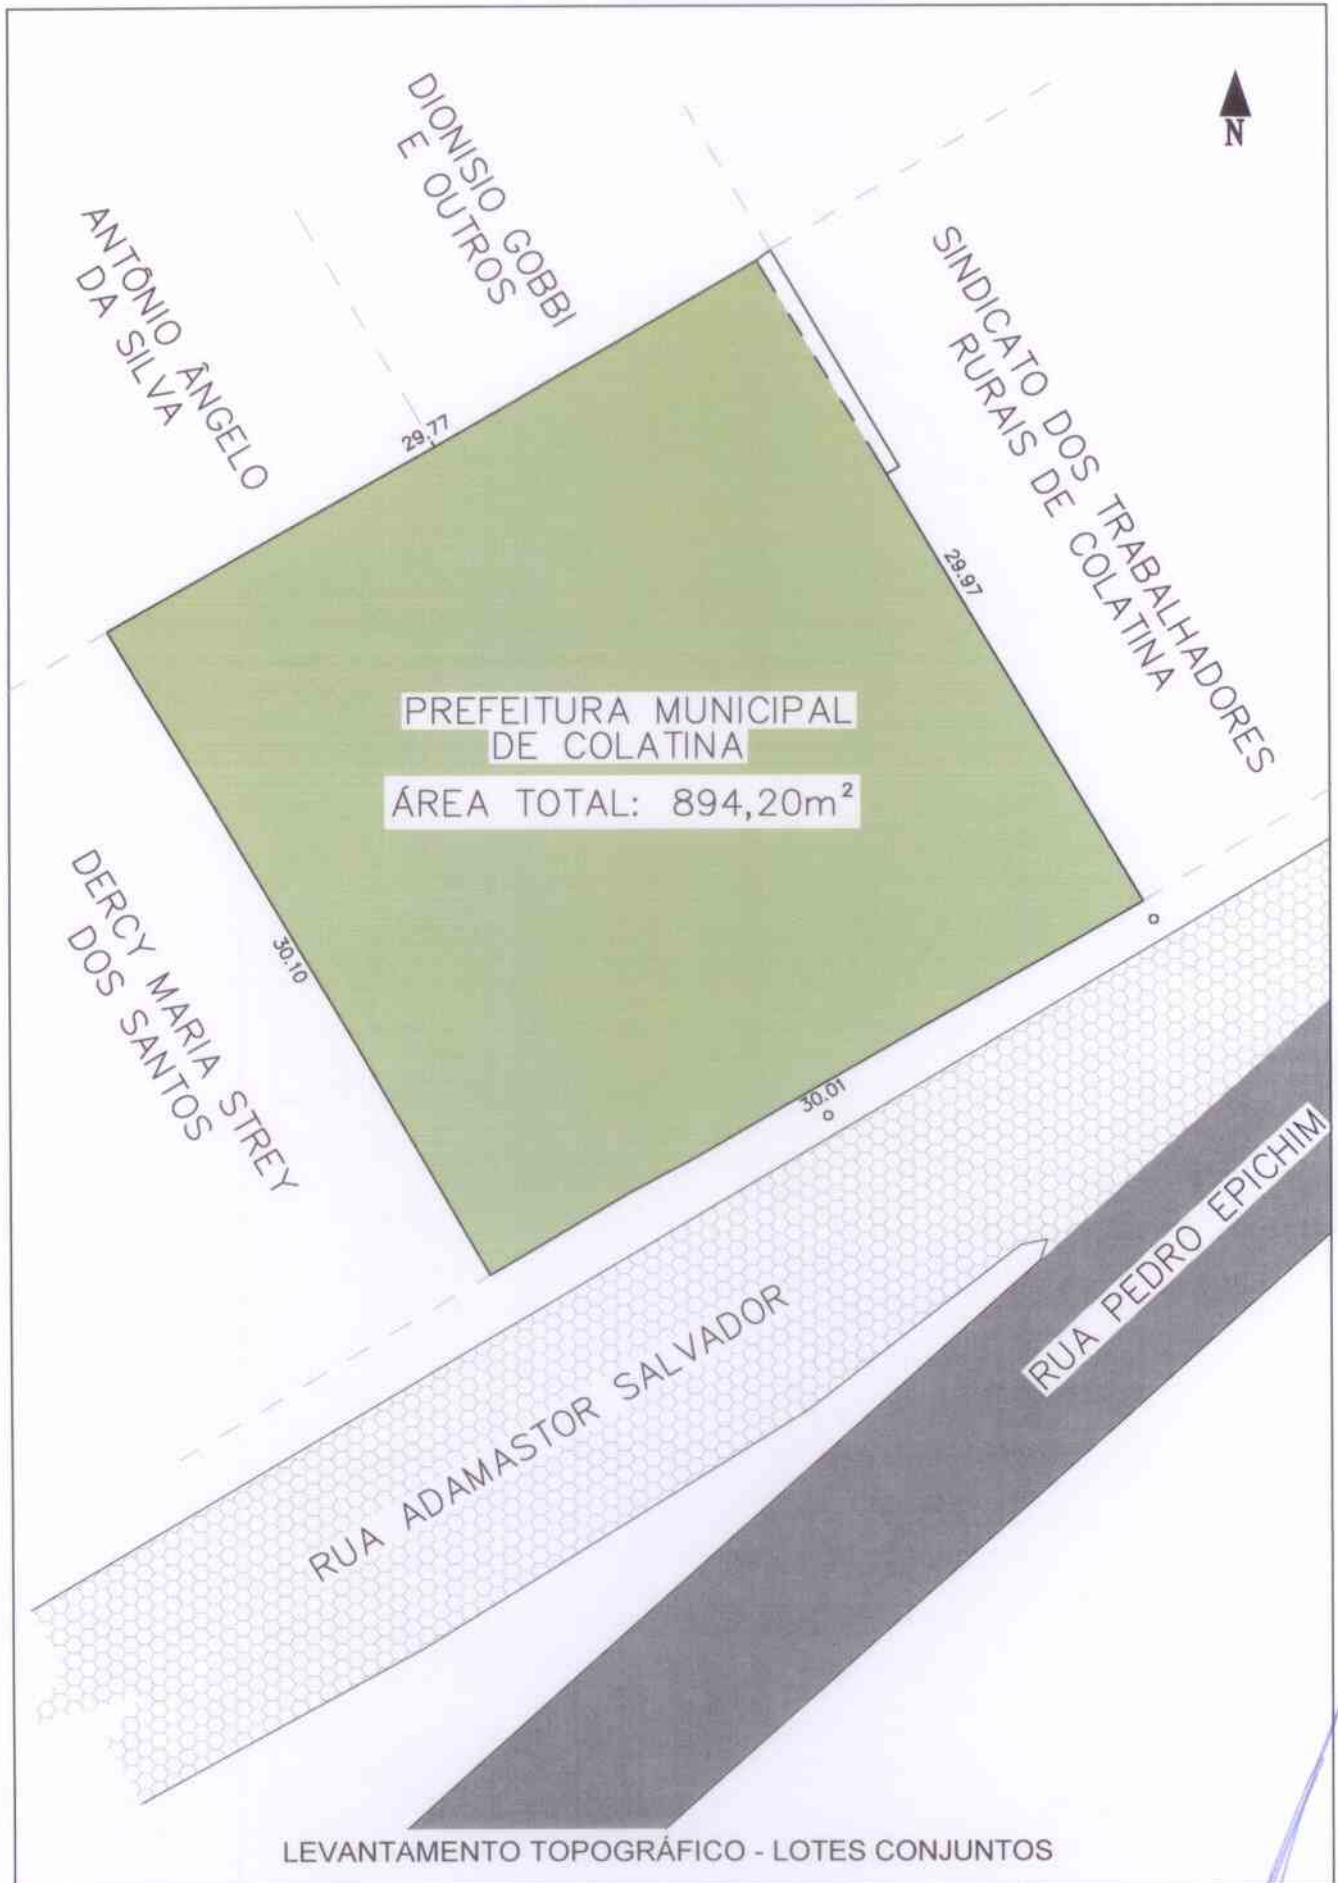 N
DIONISIO GOBBI
E OUTROS
ANTÔNIO ÂNGELO
DA SILVA
SINDICATO DOS TRABALHADORES
RURAIS DE COLATINA
29.77
29.97
PREFEITURA MUNICIPAL
DE COLATINA
ÁREA TOTAL: 894,20m²
DERCY MARIA STREY
DOS SANTOS
30.10
30.01
RUA ADAMASTOR SALVADOR
RUA PEDRO EPICHIM
LEVANTAMENTO TOPOGRÁFICO - LOTES CONJUNTOS